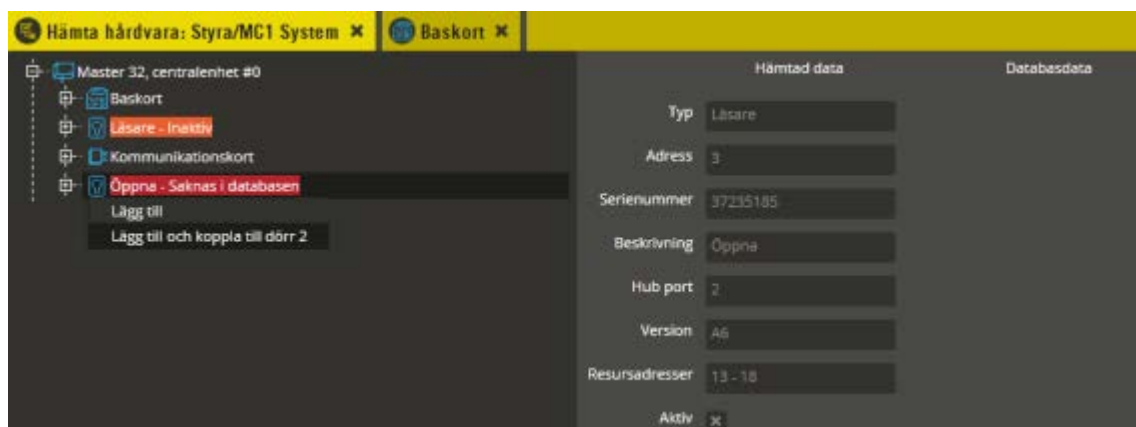 Hämta hårdvara: Styra/MC1 System
Baskort
Master 32, centralenhet #0
Baskort
Läsare - Inaktiv
Kommunikationskort
Öppna - Saknas i databasen
Lägg till
Lägg till och koppla till dörr 2
Hämtad data Databasdata
Typ Läsare
Adress 3
Serienummer 37235185
Beskrivning Öppna
Hub port 2
Version A6
Resursadresser 13 - 18
Aktiv